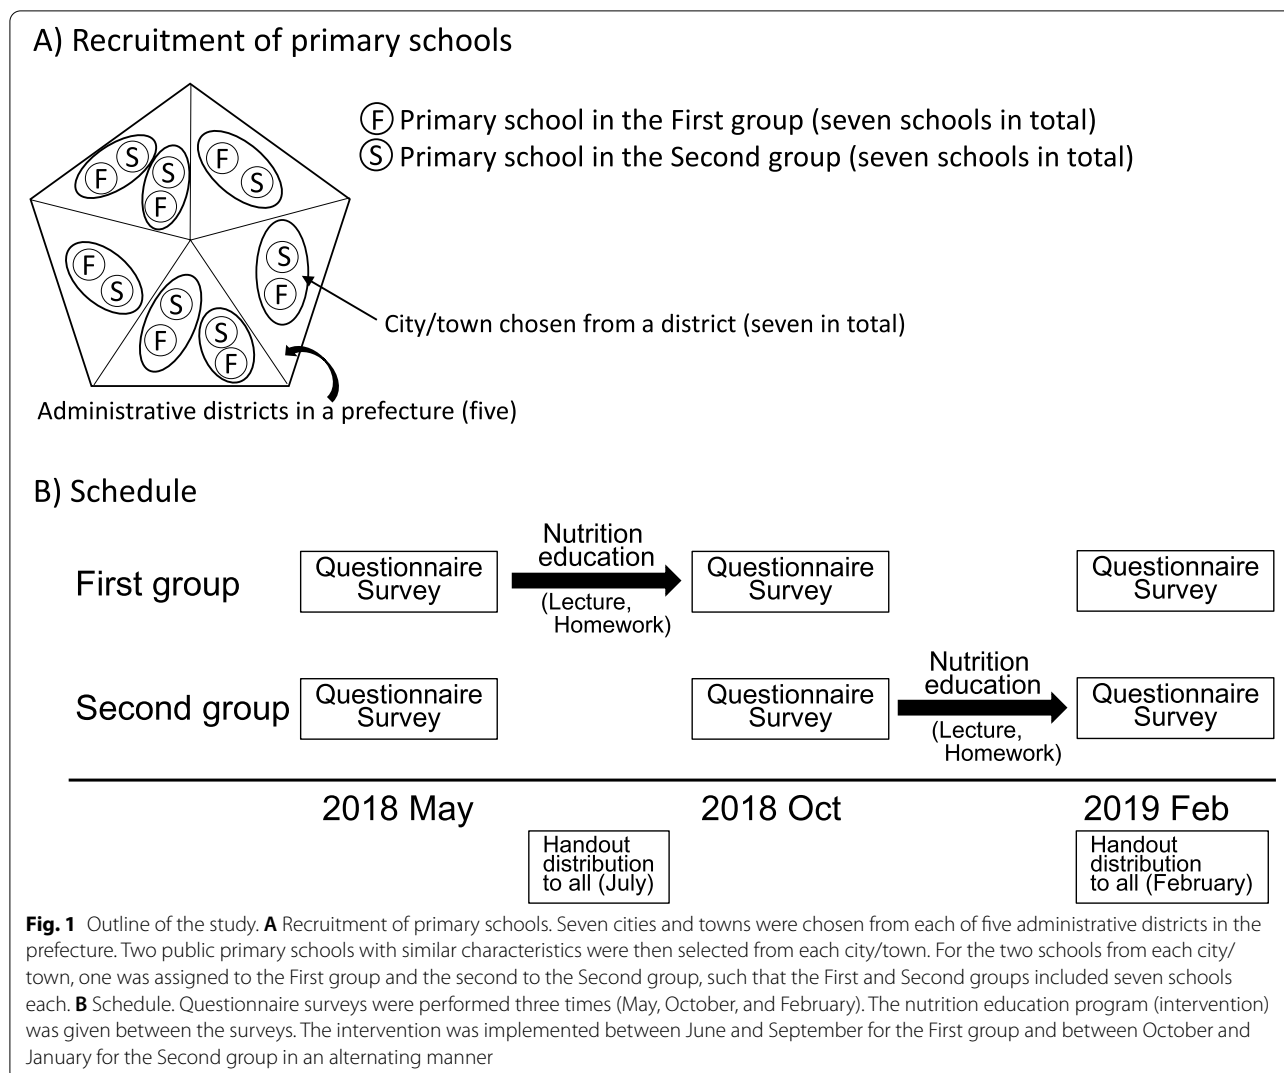 A) Recruitment of primary schools
F Primary school in the First group (seven schools in total)
S Primary school in the Second group (seven schools in total)
S
F
S
F
F
S
F
S
S
F
S
F
S
F
City/town chosen from a district (seven in total)
Administrative districts in a prefecture (five)
B) Schedule
First group
Questionnaire
Survey
Nutrition
education
(Lecture,
Homework)
Questionnaire
Survey
Questionnaire
Survey
Second group
Questionnaire
Survey
Questionnaire
Survey
Nutrition
education
(Lecture,
Homework)
Questionnaire
Survey
2018 May
2018 Oct
2019 Feb
Handout
distribution
to all (July)
Handout
distribution
to all (February)
Fig. 1 Outline of the study. A Recruitment of primary schools. Seven cities and towns were chosen from each of five administrative districts in the
prefecture. Two public primary schools with similar characteristics were then selected from each city/town. For the two schools from each city/
town, one was assigned to the First group and the second to the Second group, such that the First and Second groups included seven schools
each. B Schedule. Questionnaire surveys were performed three times (May, October, and February). The nutrition education program (intervention)
was given between the surveys. The intervention was implemented between June and September for the First group and between October and
January for the Second group in an alternating manner